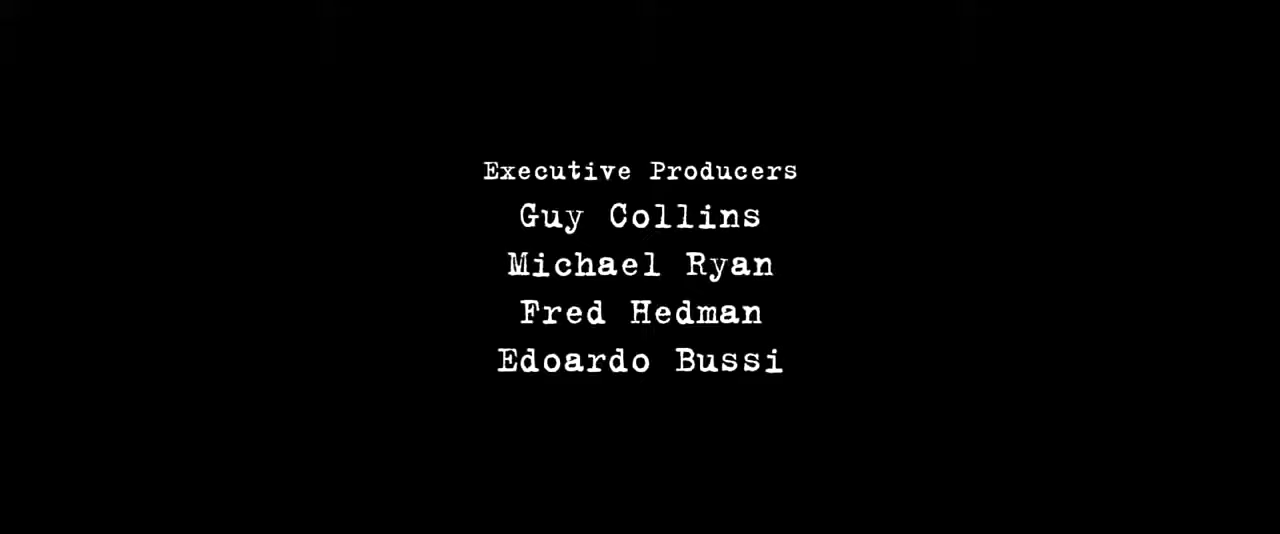 Executive Producers
Guy Collins
Michael Ryan
Fred Hedman
Edoardo Bussi